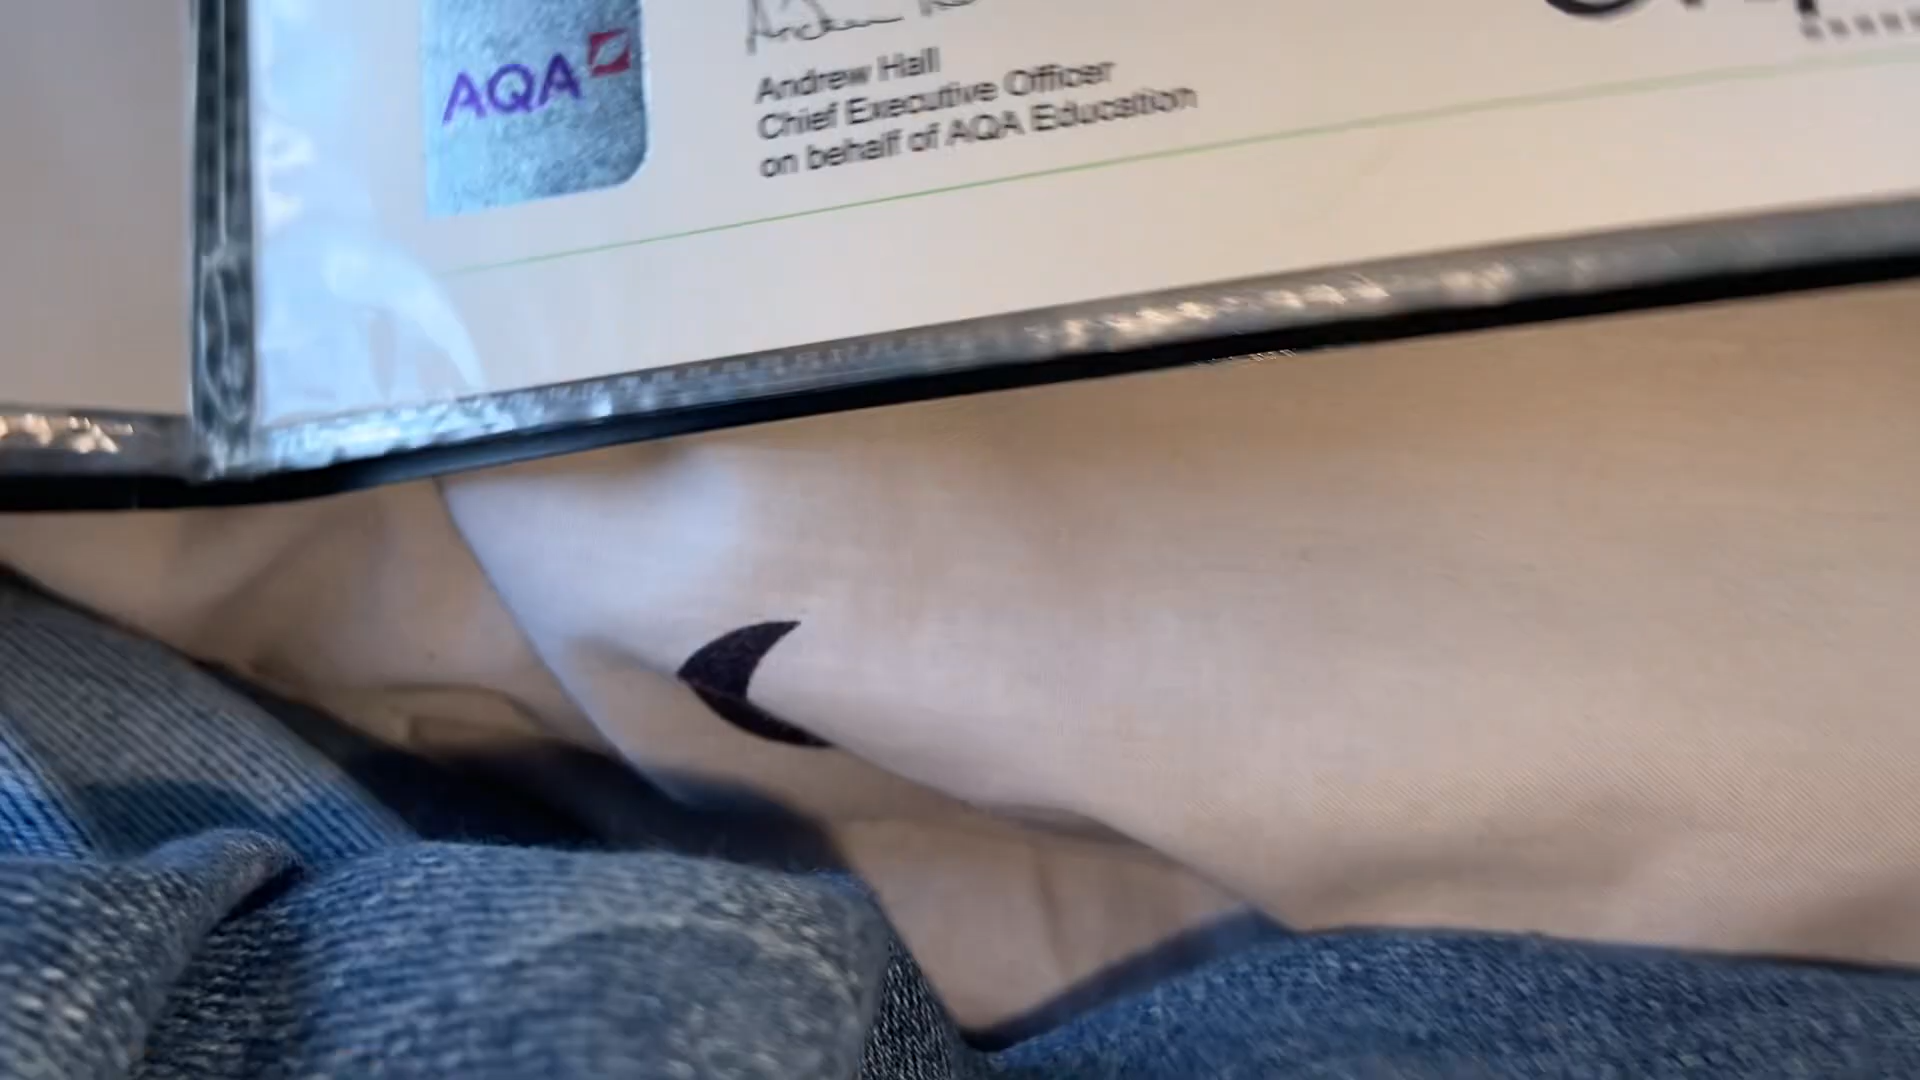 AQA
Andrew Hall
Chief Executive Officer
on behalf of AQA Education